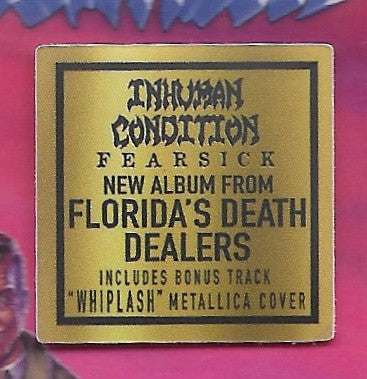 INHUMAN
CONDITION
FEARSICK
NEW ALBUM FROM
FLORIDA'S DEATH
DEALERS
INCLUDES BONUS TRACK
"WHIPLASH" METALLICA COVER